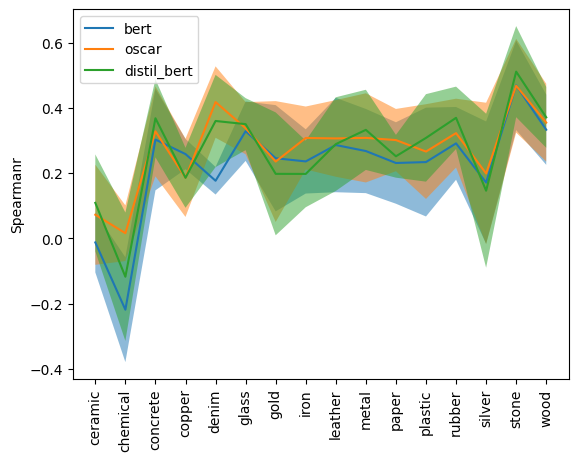 bert
oscar
distil_bert
Spearmanr
0.6
0.4
0.2
0.0
−0.2
−0.4
ceramic
chemical
concrete
copper
denim
glass
gold
iron
leather
metal
paper
plastic
rubber
silver
stone
wood